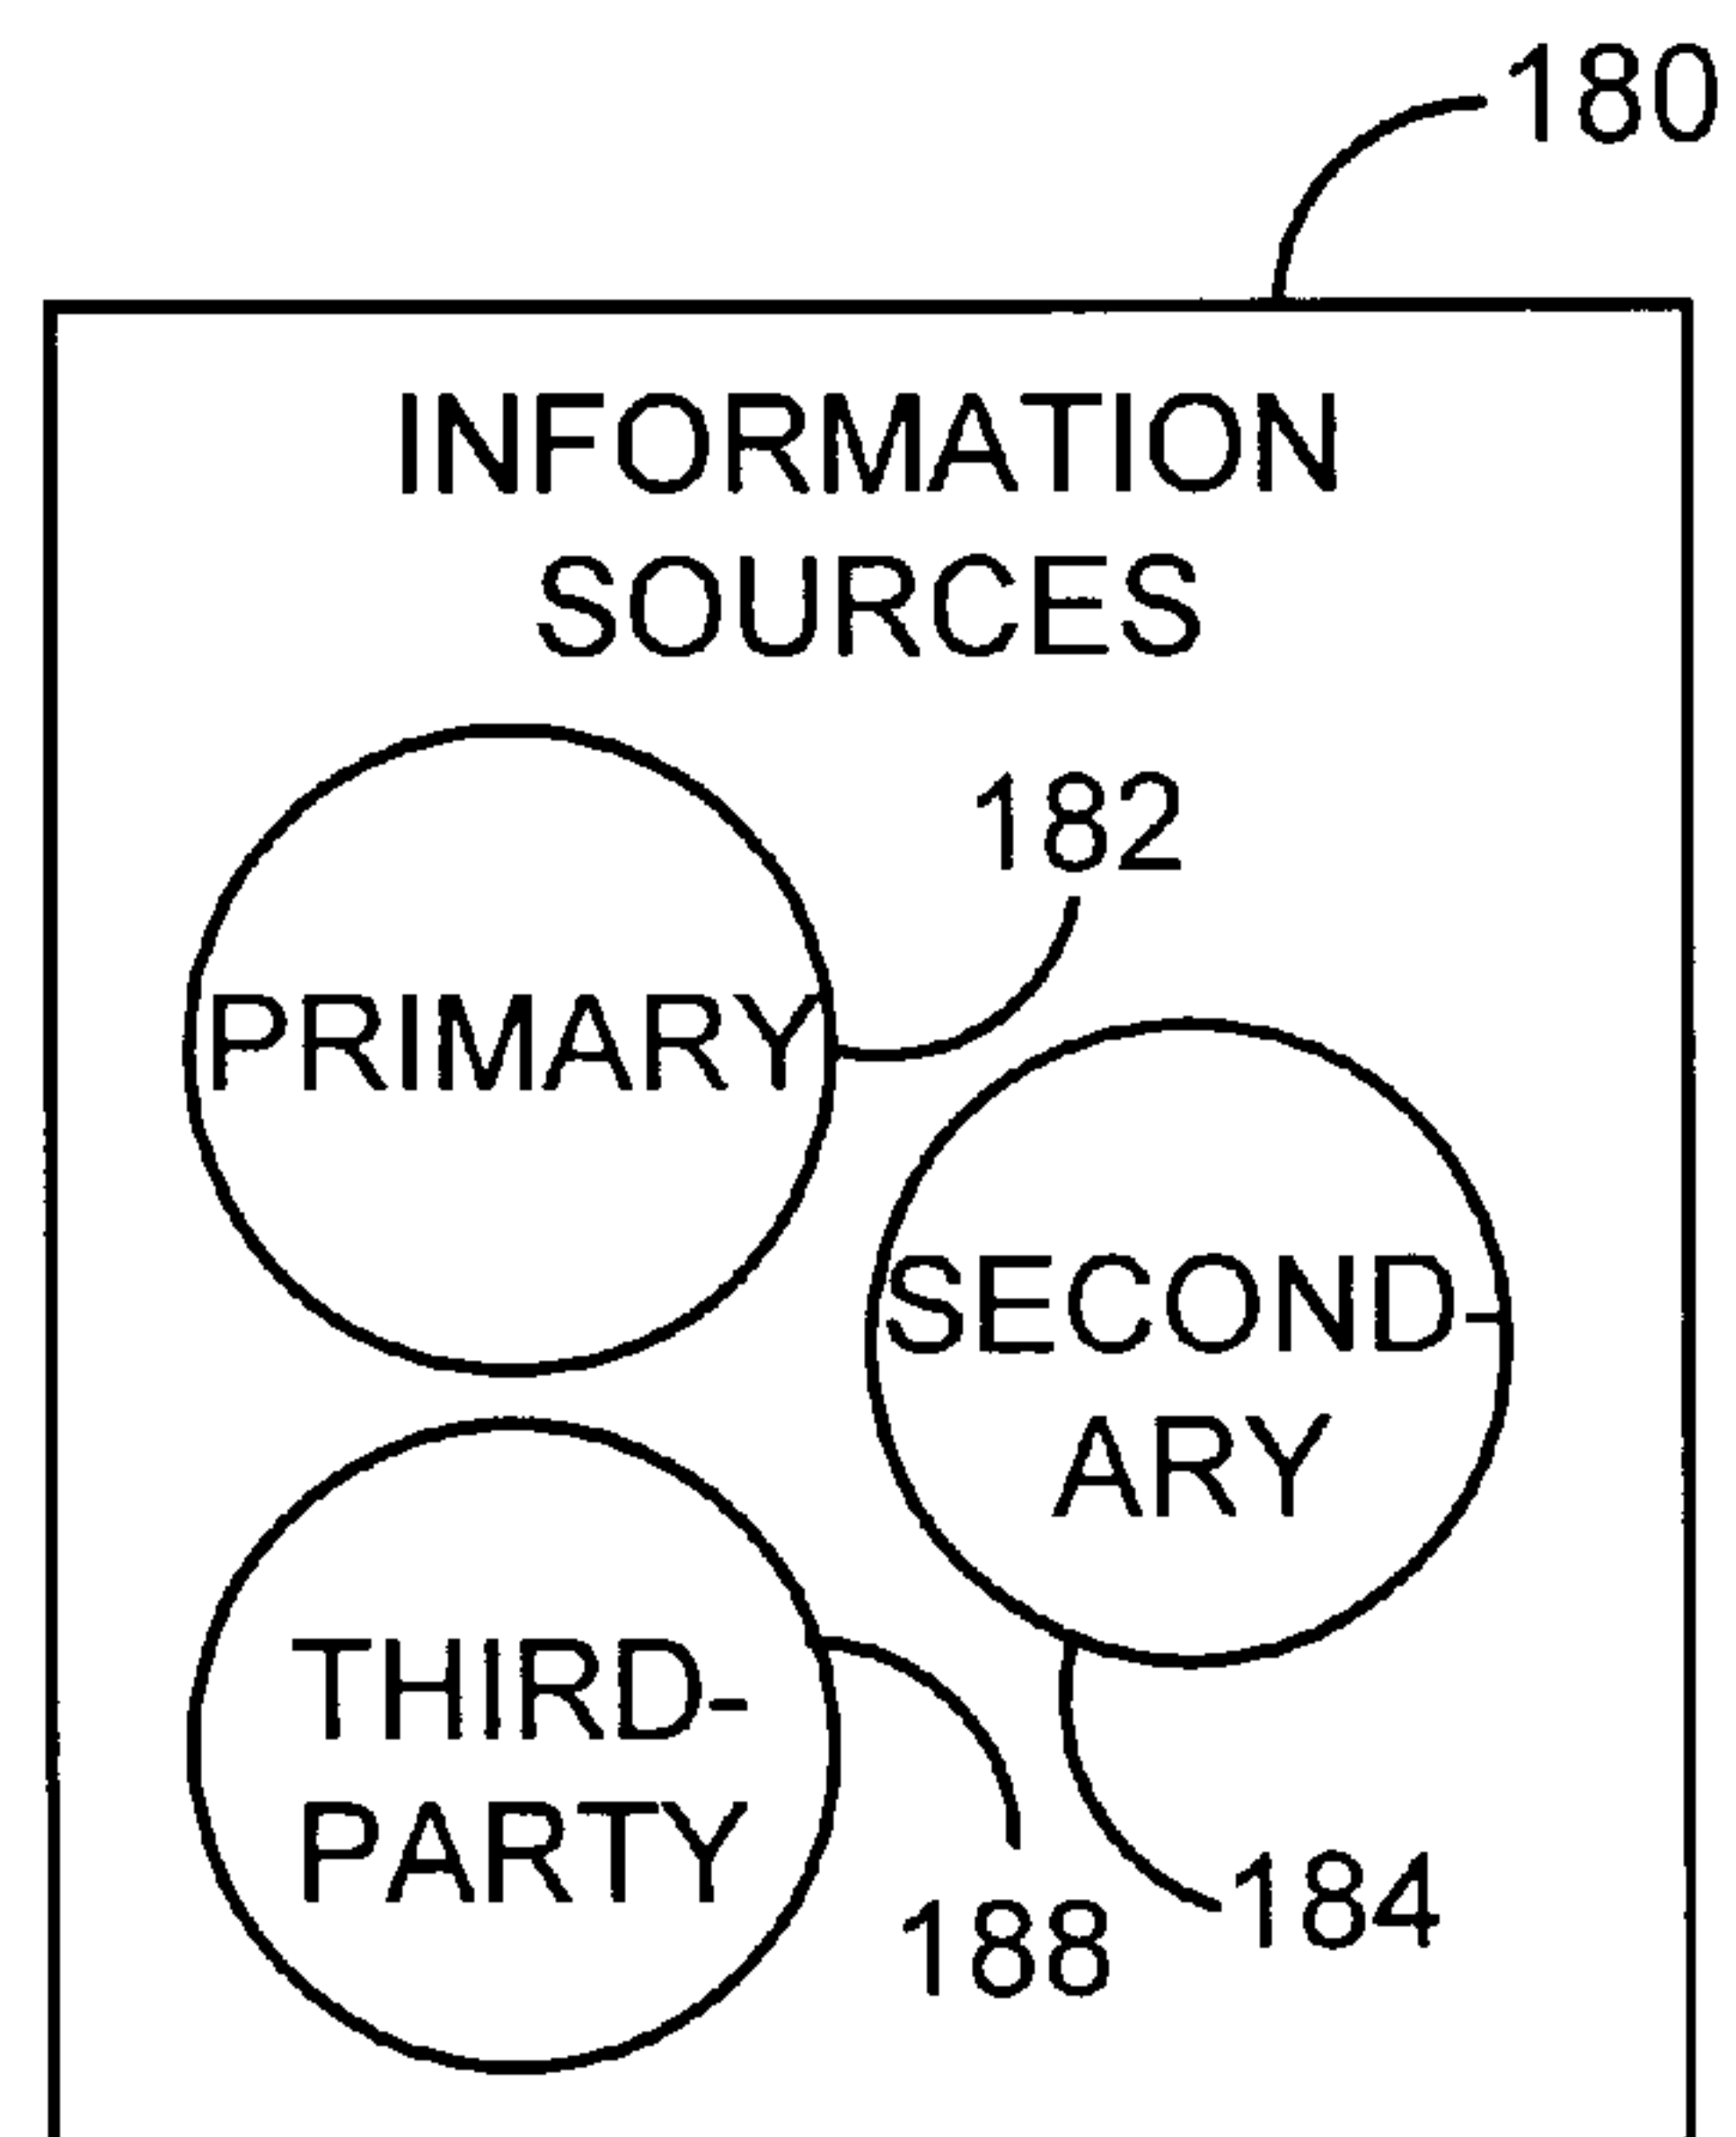 180
INFORMATION
SOURCES
182
PRIMARY
SECOND-
ARY
THIRD-
PARTY
184
188